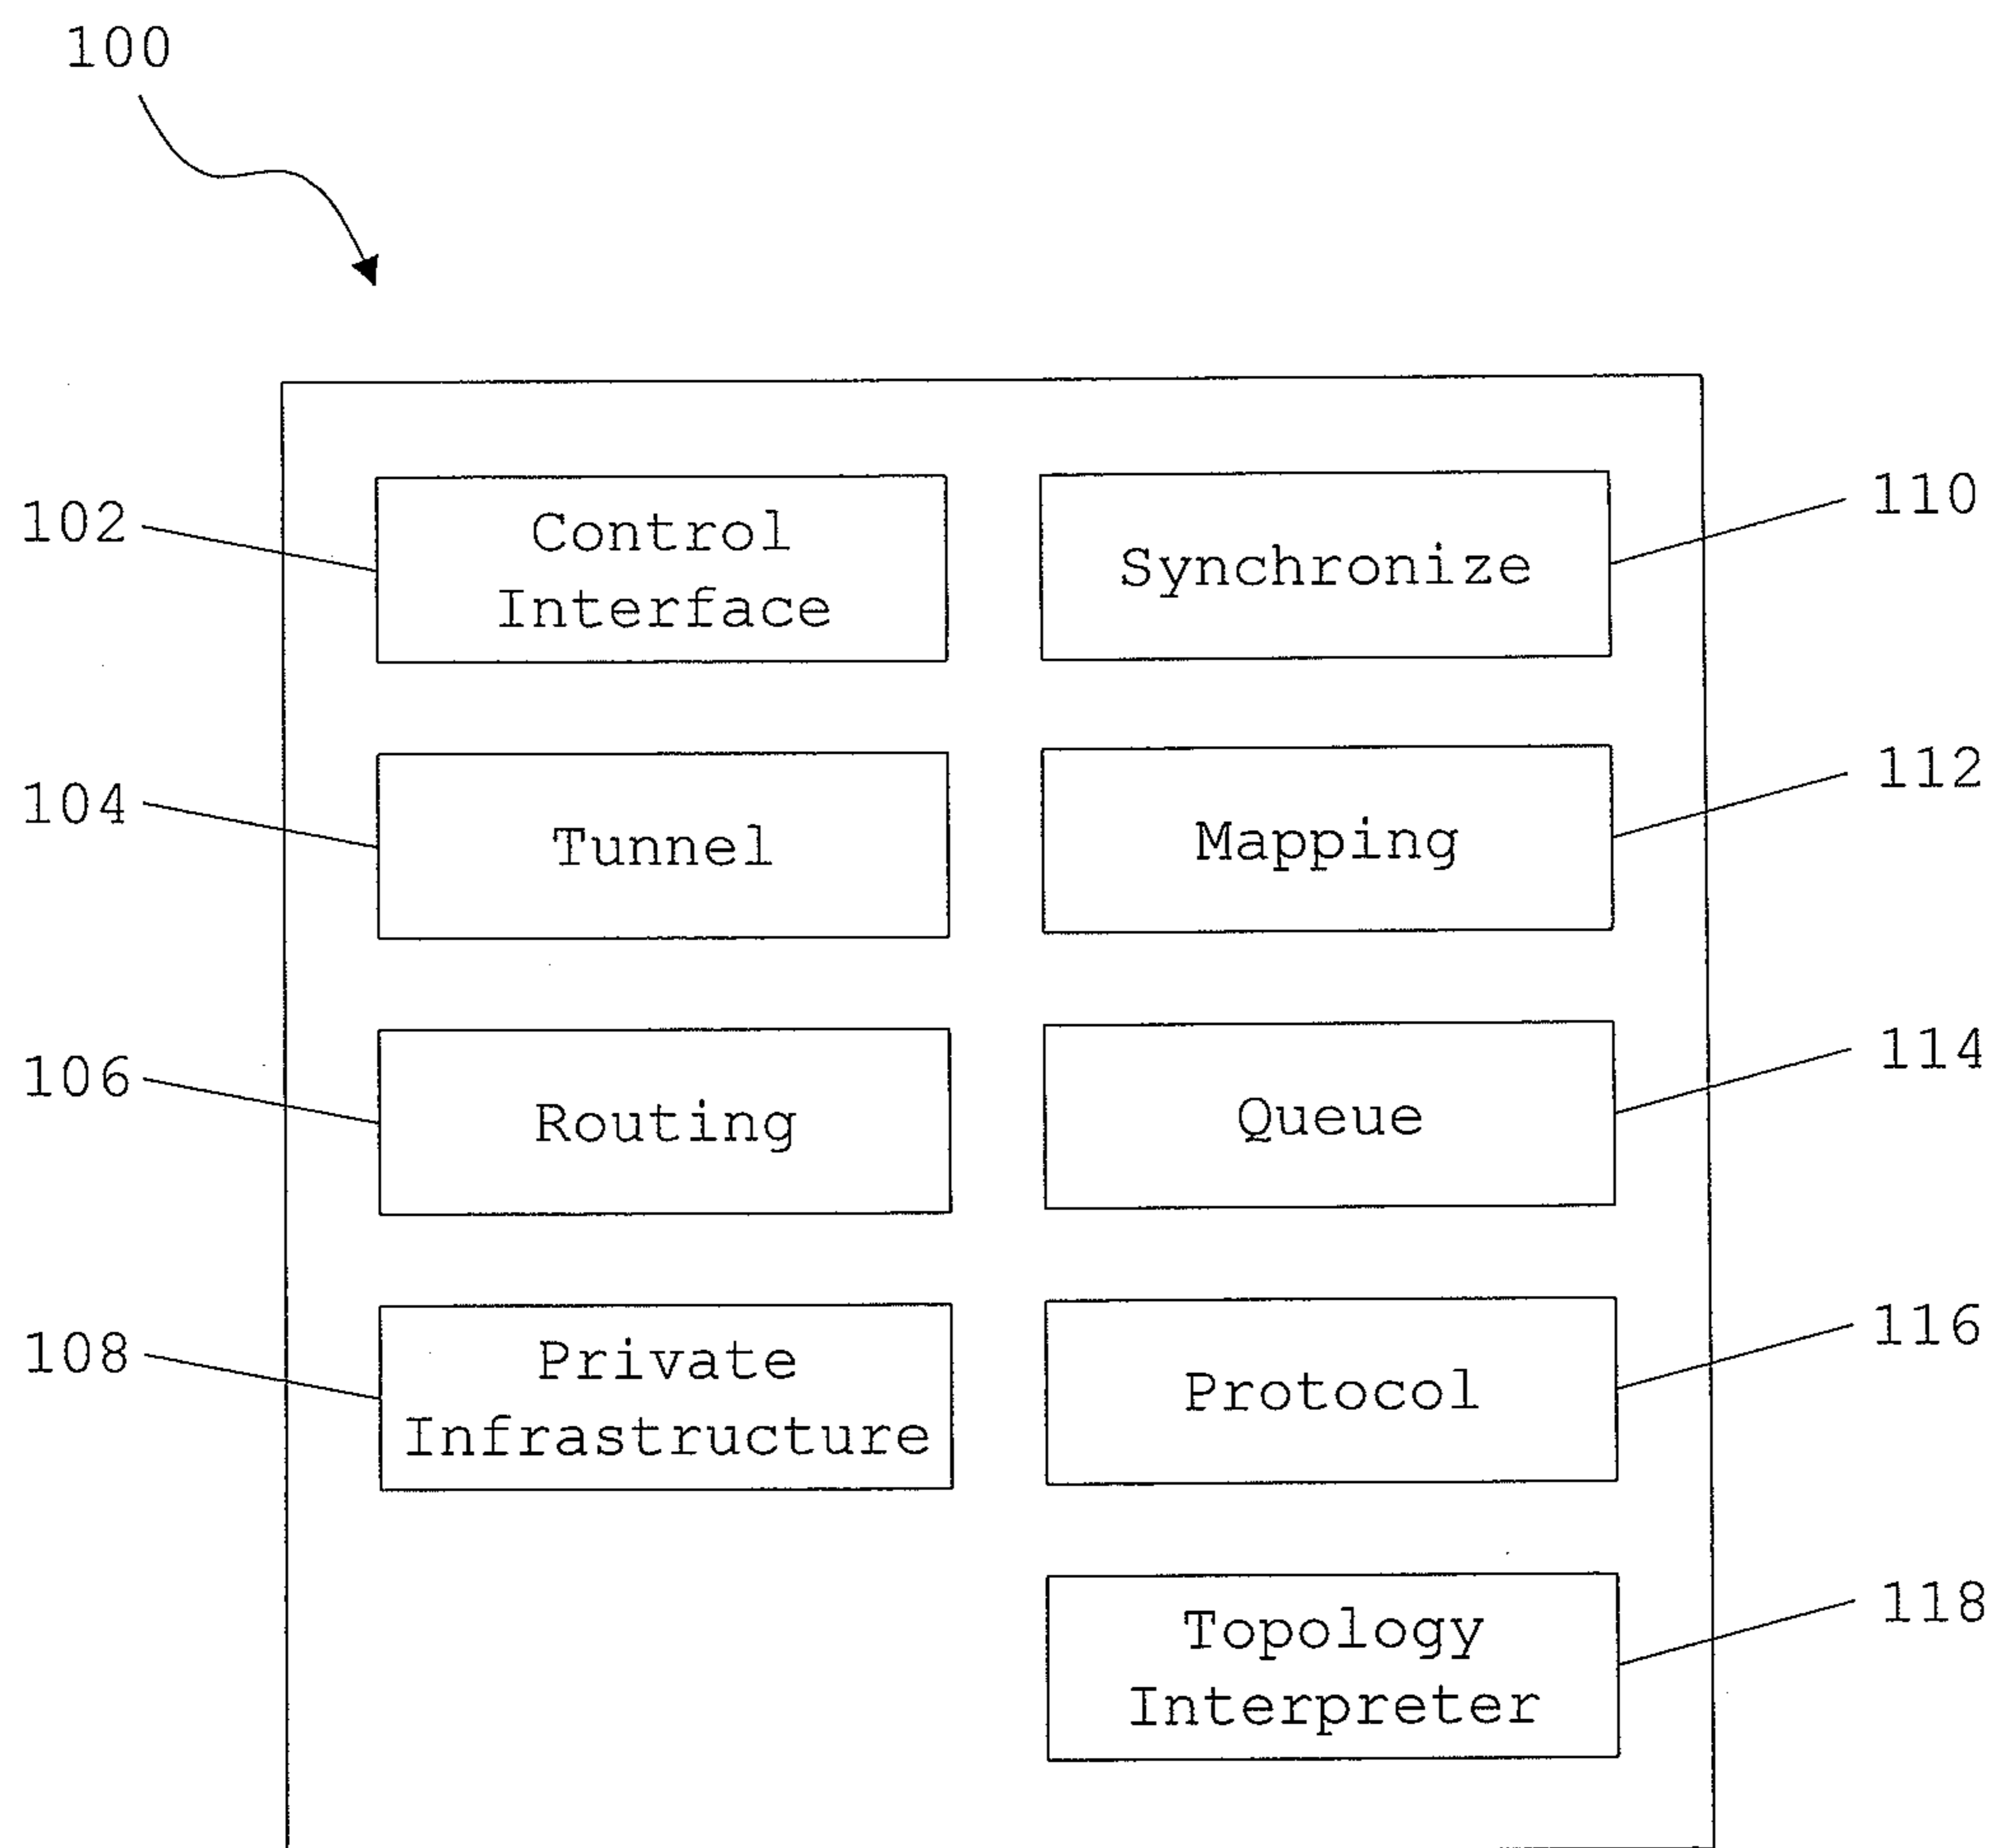 100
102
Control
Interface
Synchronize
110
104
Tunnel
Mapping
112
106
Routing
Queue
114
108
Private
Infrastructure
Protocol
116
Topology
Interpreter
118